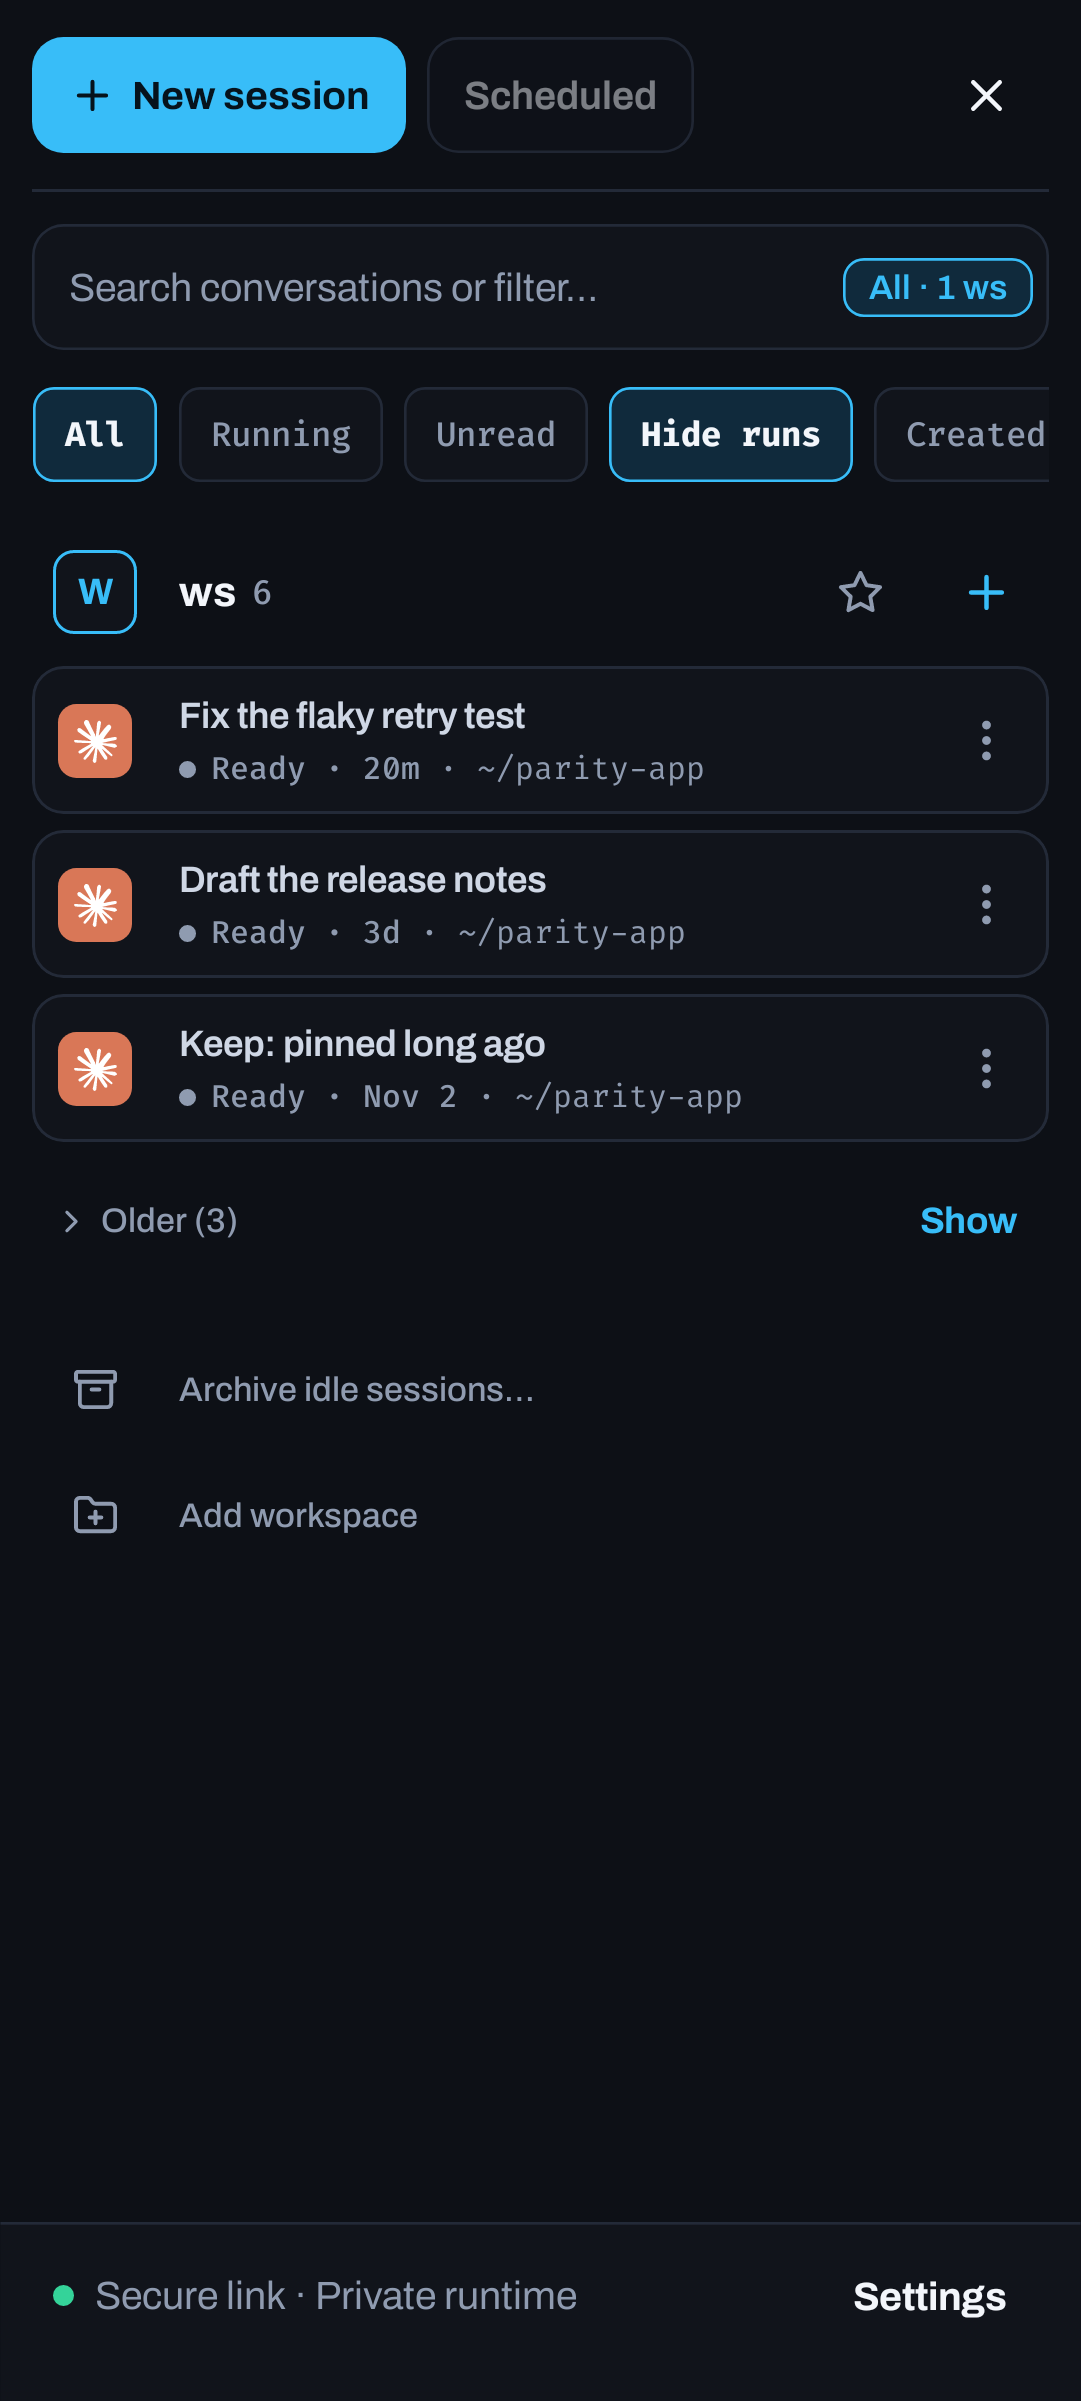 New session
Scheduled
Search conversations or filter...
All · 1 ws
All
Running
Unread
Hide runs
Created
W
ws 6
Fix the flaky retry test
Ready · 20m · ~/parity-app
Draft the release notes
Ready · 3d · ~/parity-app
Keep: pinned long ago
Ready · Nov 2 · ~/parity-app
Older (3)
Show
Archive idle sessions...
Add workspace
Secure link · Private runtime
Settings